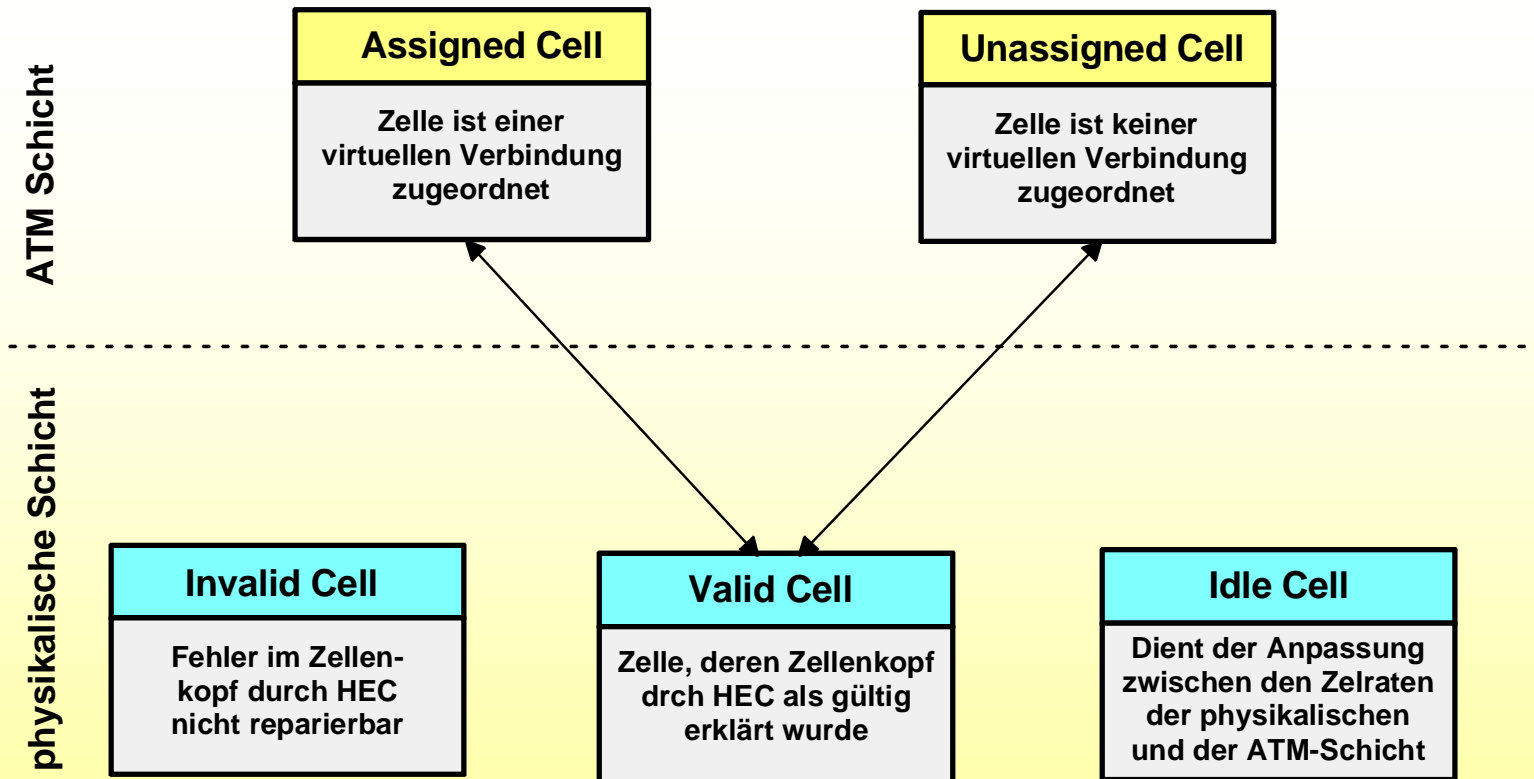 ATM Schicht
Assigned Cell
Zelle ist einer
virtuellen Verbindung
zugeordnet
Unassigned Cell
Zelle ist keiner
virtuellen Verbindung
zugeordnet
physikalische Schicht
Invalid Cell
Fehler im Zellen-
kopf durch HEC
nicht reparierbar
Valid Cell
Zelle, deren Zellenkopf
drch HEC als gültig
erklärt wurde
Idle Cell
Dient der Anpassung
zwischen den Zelraten
der physikalischen
und der ATM-Schicht